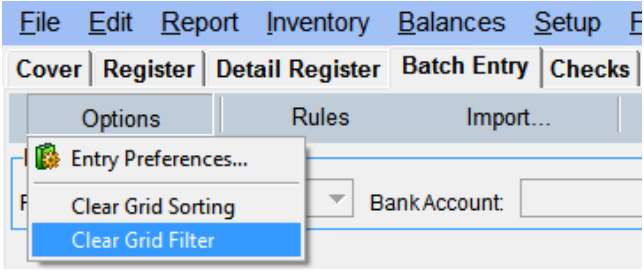 File Edit Report Inventory Balances Setup
Cover Register Detail Register Batch Entry Checks
Options Rules Import...
Entry Preferences...
Clear Grid Sorting
Bank Account:
Clear Grid Filter